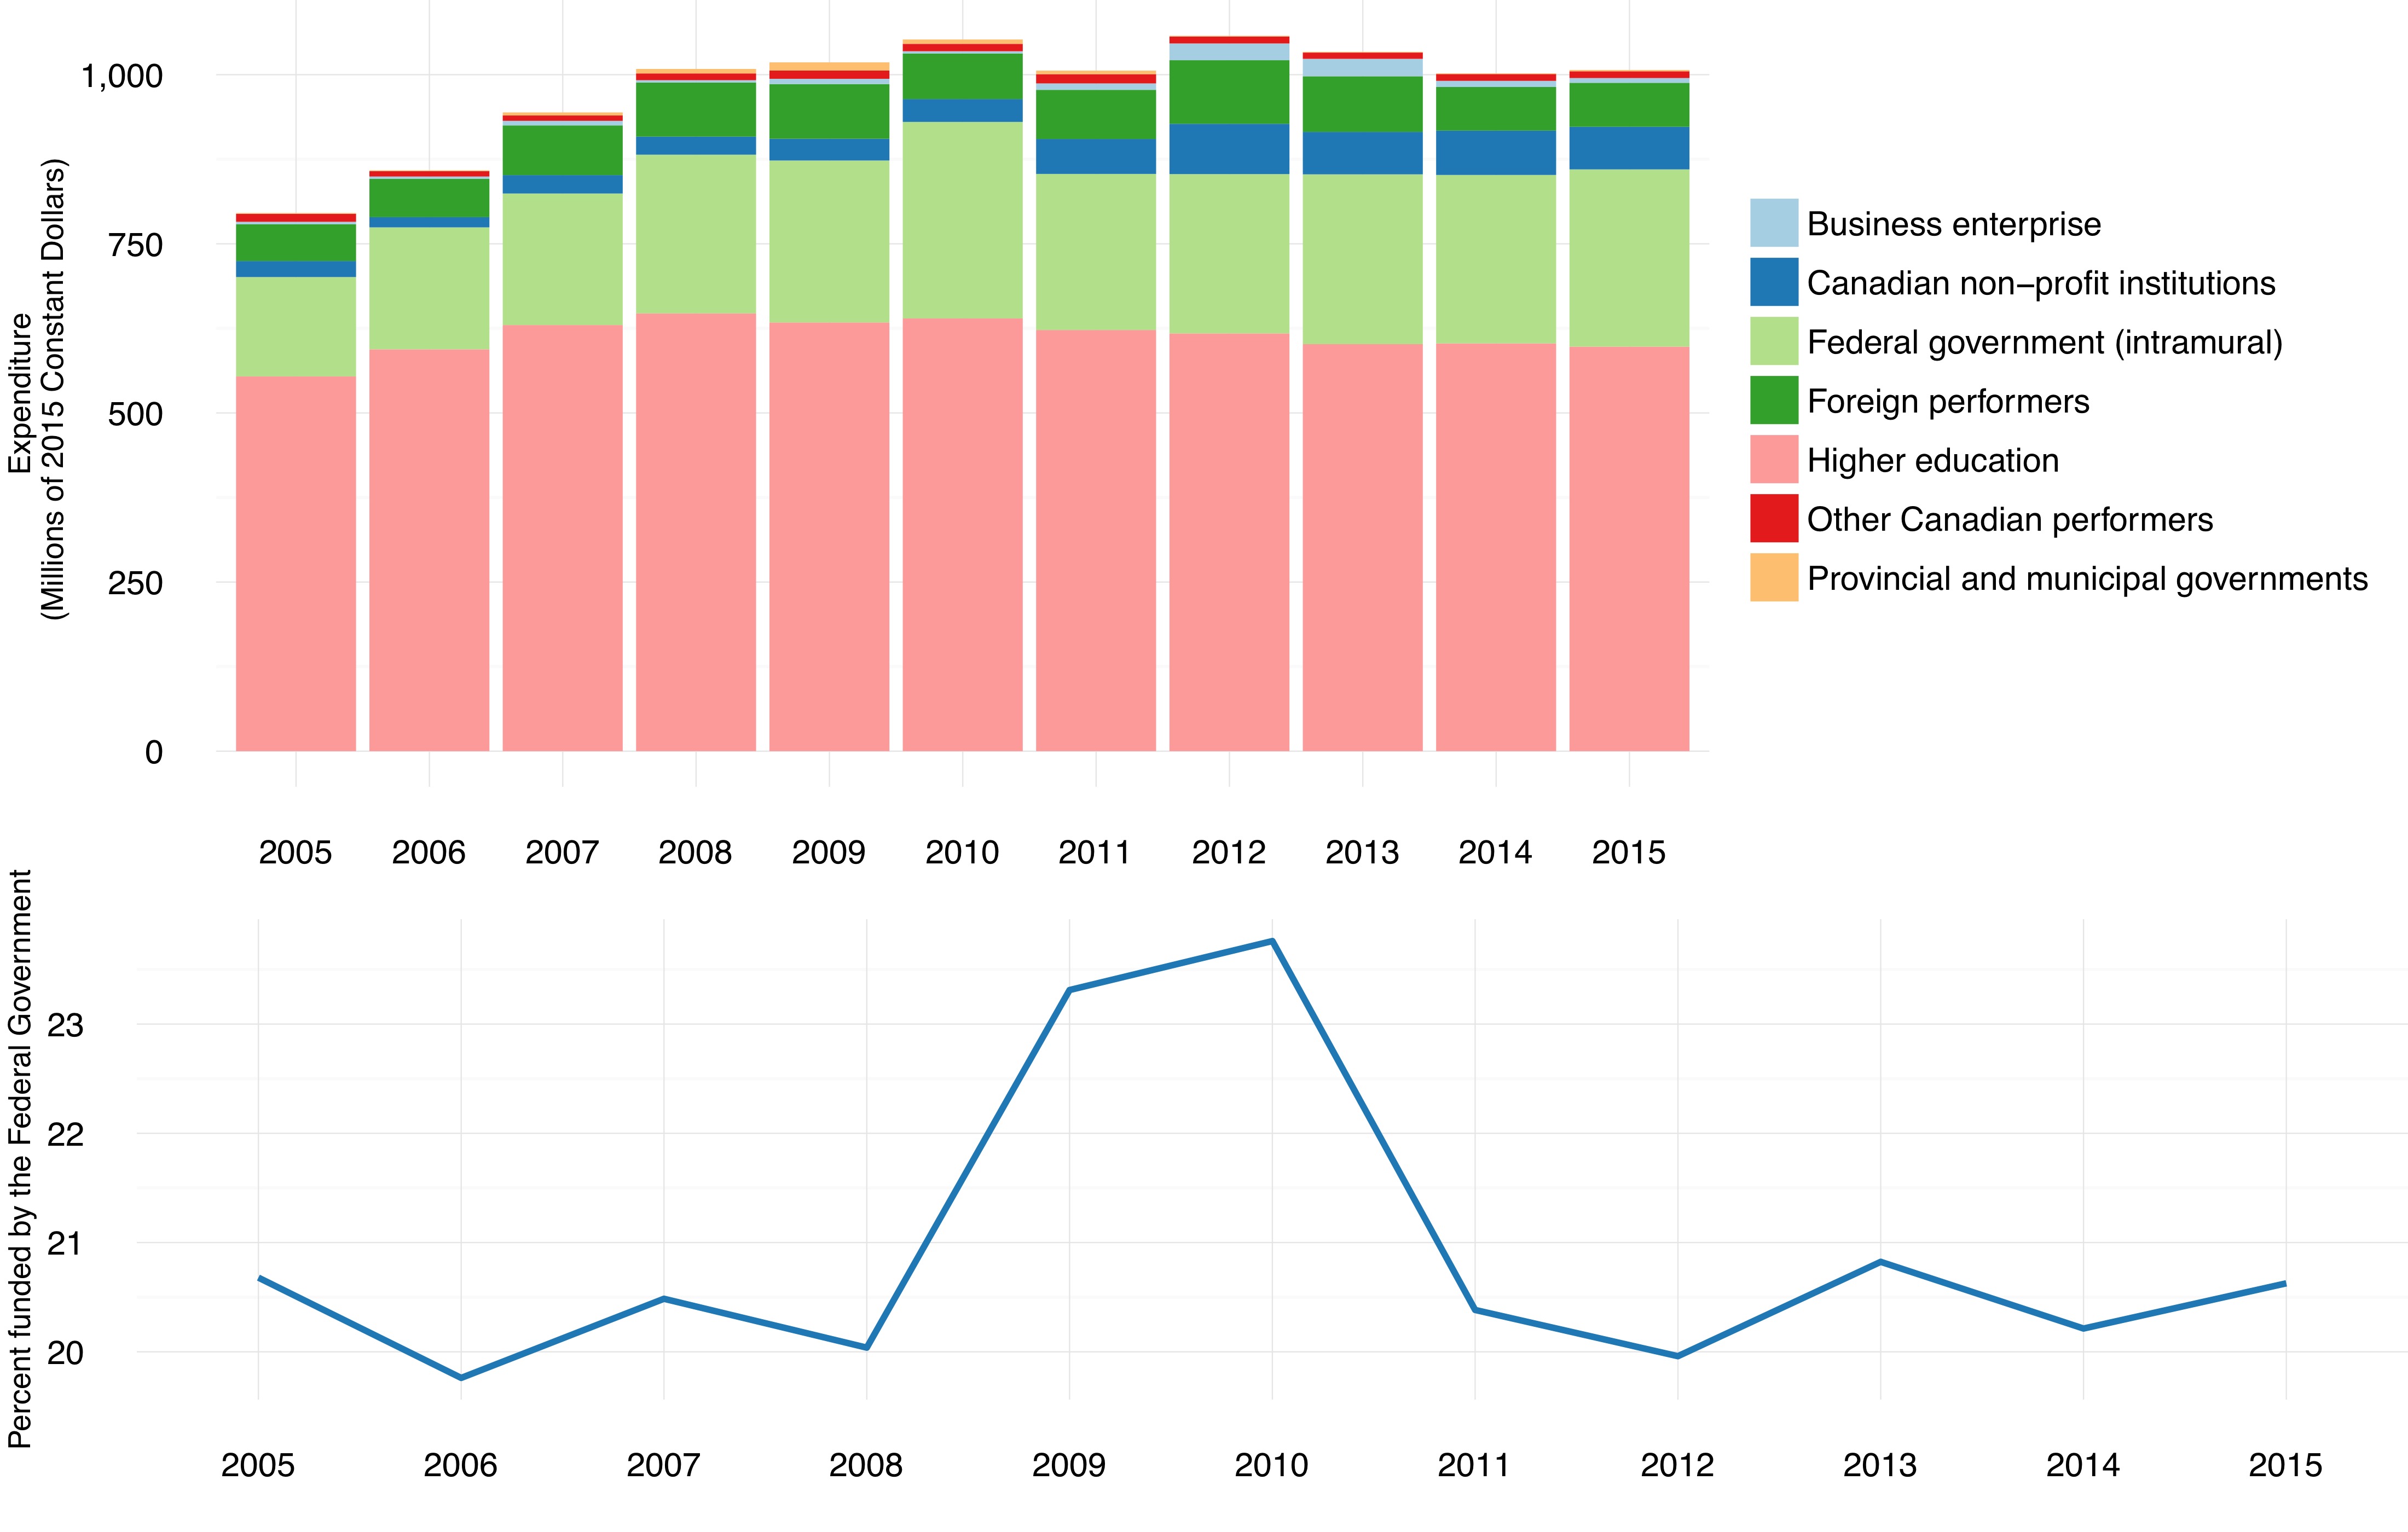 Expenditure
(Millions of 2015 Constant Dollars)
1,000
750
500
250
0
2005 2006 2007 2008 2009 2010 2011 2012 2013 2014 2015
Business enterprise
Canadian non−profit institutions
Federal government (intramural)
Foreign performers
Higher education
Other Canadian performers
Provincial and municipal governments
Percent funded by the Federal Government
23
22
21
20
2005 2006 2007 2008 2009 2010 2011 2012 2013 2014 2015